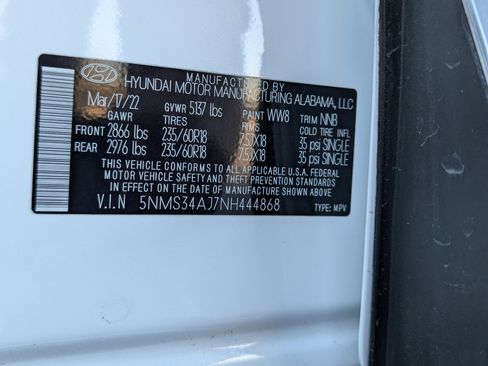 MANUFACTURED BY
HYUNDAI MOTOR MANUFACTURING ALABAMA, LLC
Mar/17/22 GVWR 5137 lbs PAINT WW8 TRIM NNB
GAWR TIRES RIMS COLD TIRE INFL
FRONT 2866 lbs 235/60R18 7.5JX18 35 psi SINGLE
REAR 2976 lbs 235/60R18 7.5JX18 35 psi SINGLE
THIS VEHICLE CONFORMS TO ALL APPLICABLE U.S.A. FEDERAL
MOTOR VEHICLE SAFETY AND THEFT PREVENTION STANDARDS
IN EFFECT ON THE DATE OF MANUFACTURE SHOWN ABOVE.
V.I.N 5NMS34AJ7NH444868 TYPE: MPV